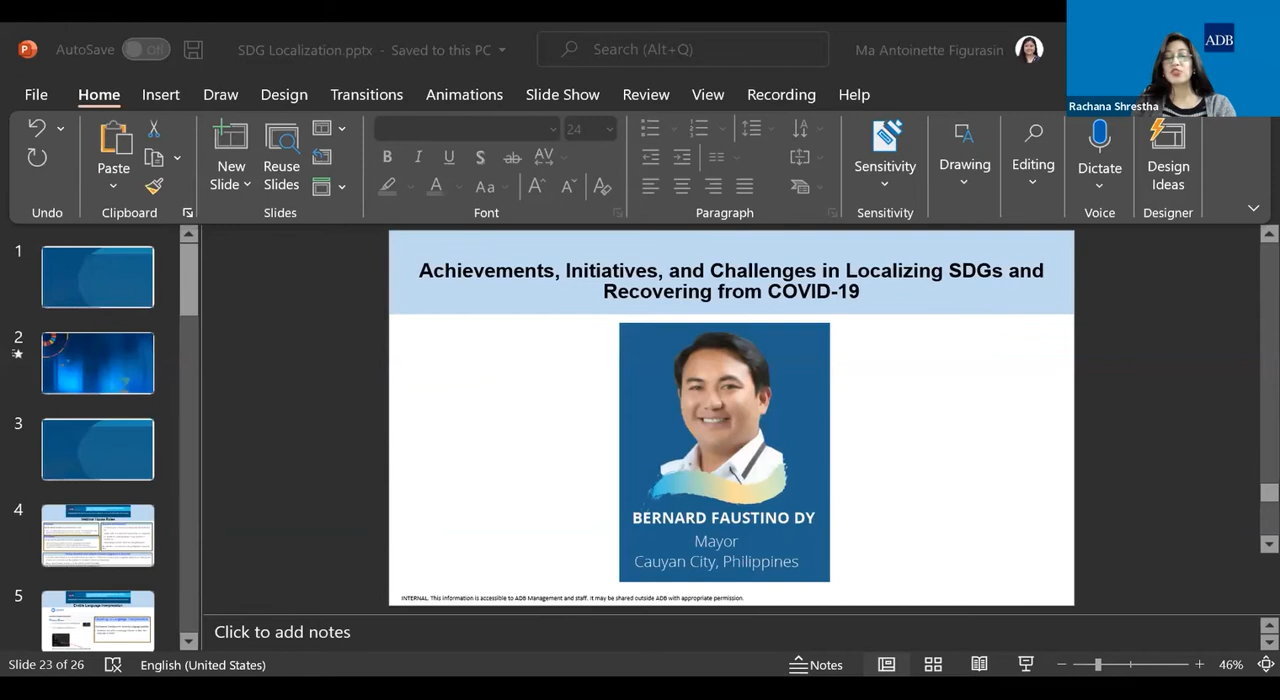 AutoSave Off SDG Localization.pptx - Saved to this PC Search (Alt+Q) Ma Antoinette Figurasin
ADB
Rachana Shrestha
File Home Insert Draw Design Transitions Animations Slide Show Review View Recording Help
24
Paste New Slide Reuse Slides B I U S ab AV Aa A A A Sensitivity Drawing Editing Dictate Design Ideas
Undo Clipboard Slides Font Paragraph Sensitivity Voice Designer
1
2
3
4
5
Achievements, Initiatives, and Challenges in Localizing SDGs and
Recovering from COVID-19
BERNARD FAUSTINO DY
Mayor
Cauyan City, Philippines
INTERNAL. This information is accessible to ADB Management and staff. It may be shared outside ADB with appropriate permission.
Click to add notes
Slide 23 of 26 English (United States) Notes 46%